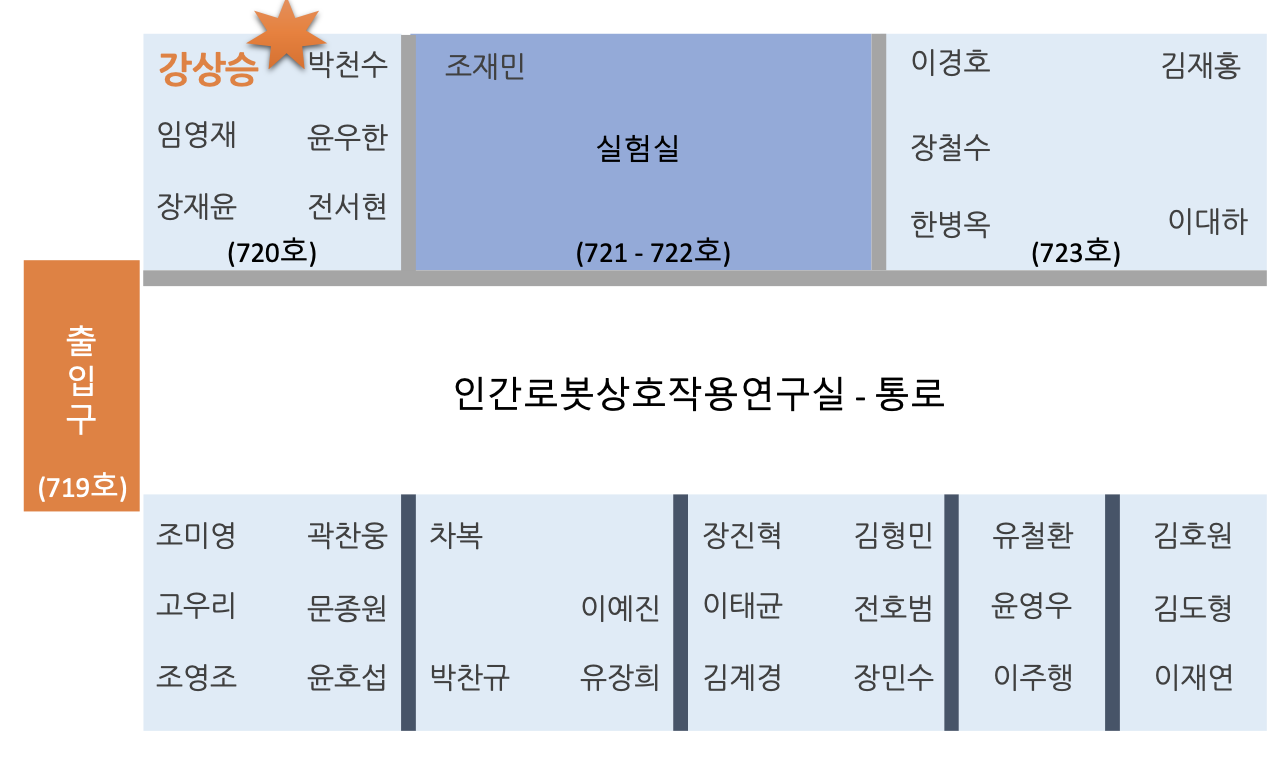 강상승 박천수
임영재 윤우한
장재윤 전서현
(720호)
조재민
실험실
(721 - 722호)
이경호 김재홍
장철수
한병옥 이대하
(723호)
출
입
구
(719호)
인간로봇상호작용연구실 - 통로
조미영 곽찬웅
고우리 문종원
조영조 윤호섭
차복
이예진
박찬규 유장희
장진혁 김형민
이태균 전호범
김계경 장민수
유철환
윤영우
이주행
김호원
김도형
이재연